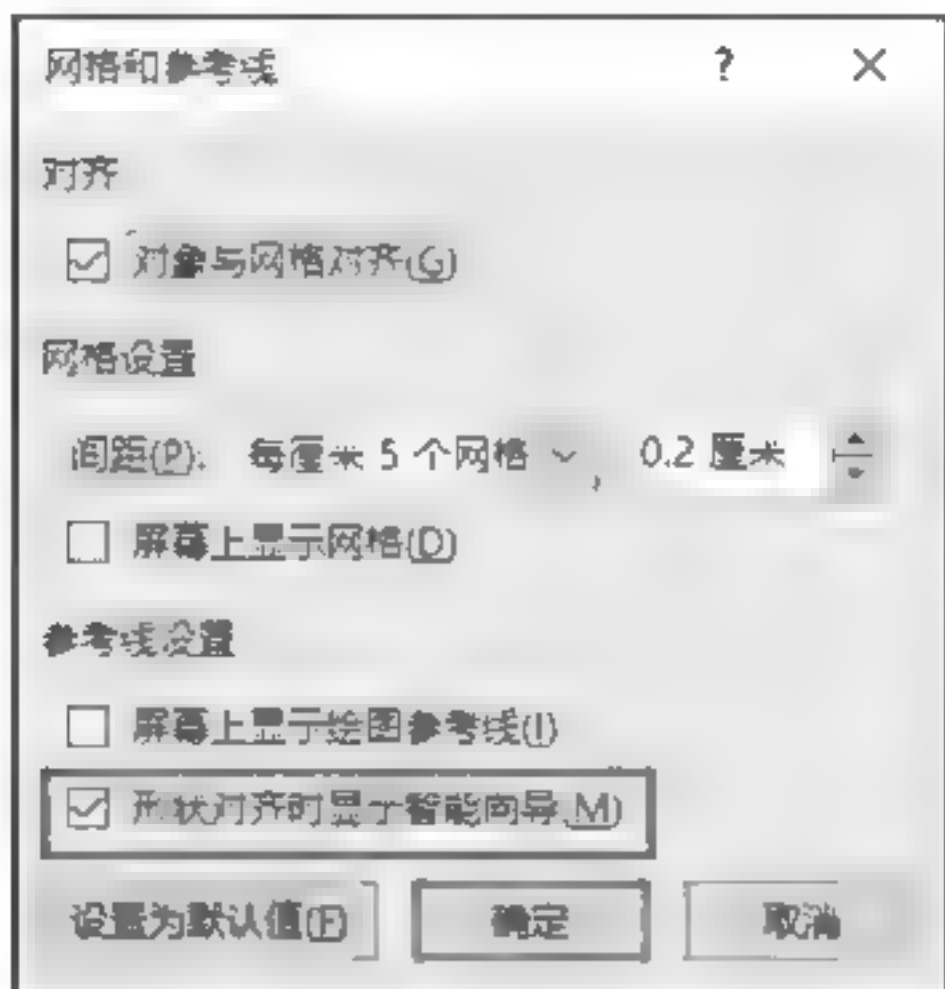 网格和参考线 ? ×
对齐
对象与网格对齐(G)
网格设置
间距(P): 每厘米 5 个网格 , 0.2 厘米
屏幕上显示网格(D)
参考线设置
屏幕上显示绘图参考线(I)
形状对齐时显示智能向导(M)
设置为默认值(F) 确定 取消